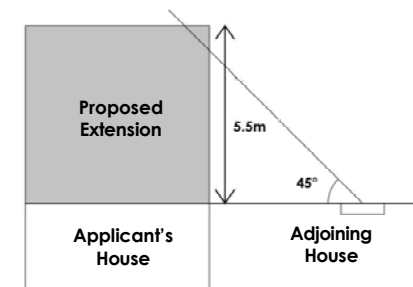 Proposed
Extension
5.5m
45°
Applicant's
House
Adjoining
House